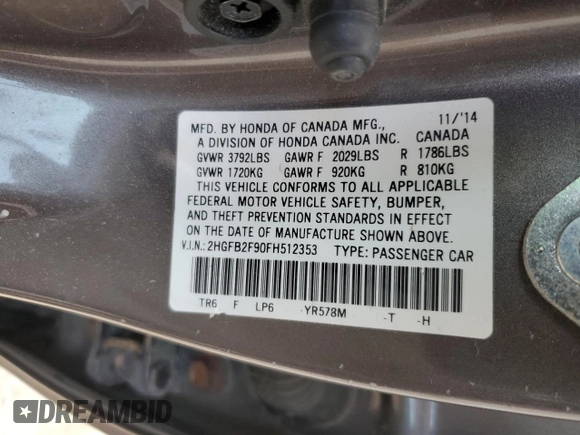 MFD. BY HONDA OF CANADA MFG., 11/'14
A DIVISION OF HONDA CANADA INC. CANADA
GVWR 3792LBS GAWR F 2029LBS R 1786LBS
GVWR 1720KG GAWR F 920KG R 810KG
THIS VEHICLE CONFORMS TO ALL APPLICABLE
FEDERAL MOTOR VEHICLE SAFETY, BUMPER,
AND THEFT PREVENTION STANDARDS IN EFFECT
ON THE DATE OF MANUFACTURE SHOWN ABOVE.
V.I.N.: 2HGFB2F90FH512353 TYPE: PASSENGER CAR
TR6 F LP6 YR578M -T -H
DREAMBID